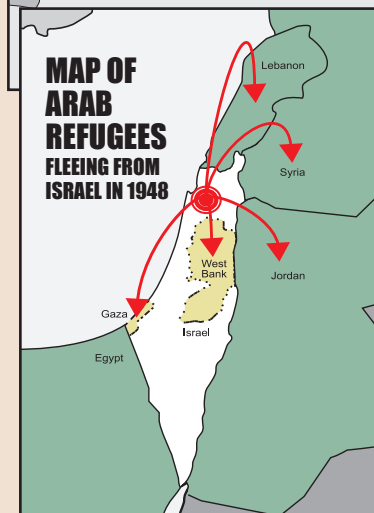 MAP OF
ARAB
REFUGEES
FLEEING FROM
ISRAEL IN 1948
Lebanon
Syria
West
Bank
Jordan
Gaza
Israel
Egypt